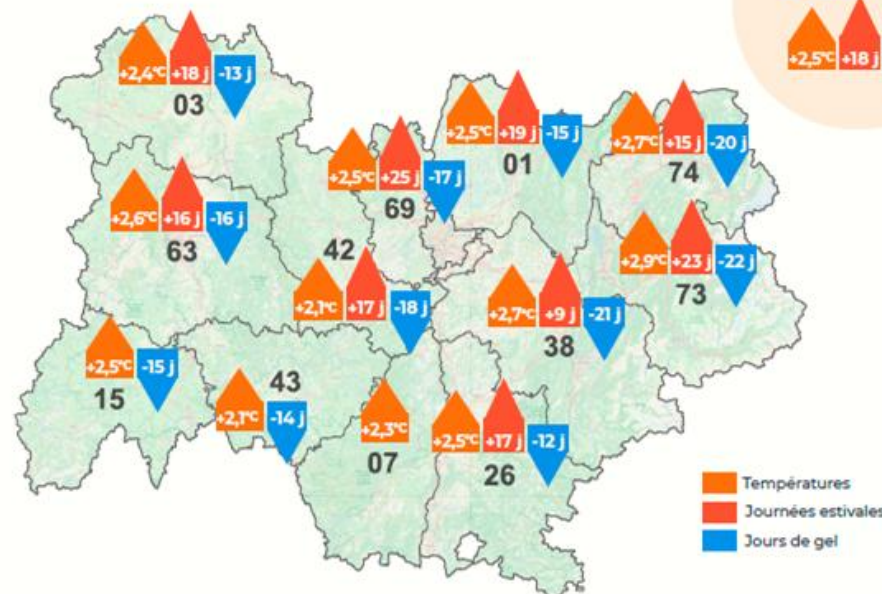 +2,5°C +18 j
+2,4°C +18 j -13 j
03
+2,5°C +19 j -15 j
01
+2,7°C +15 j -20 j
74
+2,5°C +25 j -17 j
69
+2,6°C +16 j -16 j
63
42
+2,1°C +17 j -18 j
+2,9°C +23 j -22 j
73
+2,7°C +9 j -21 j
38
+2,5°C -15 j
15
43
+2,1°C -14 j
+2,3°C
07
+2,5°C +17 j -12 j
26
Températures
Journées estivales
Jours de gel